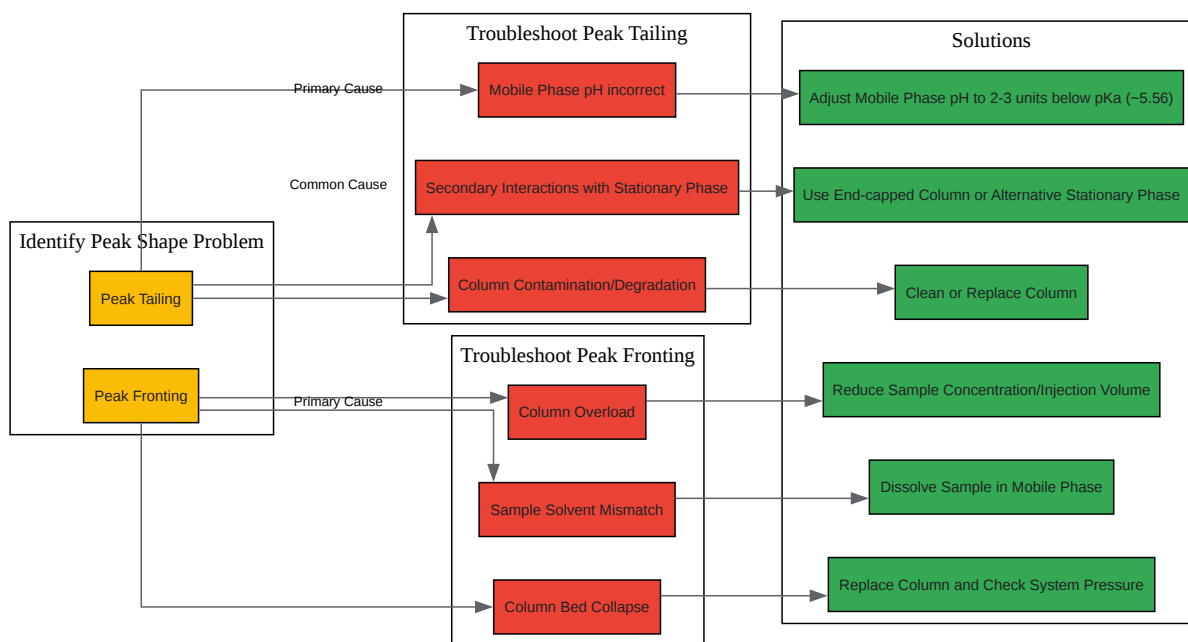 Troubleshoot Peak Tailing
Solutions
Primary Cause
Mobile Phase pH incorrect
Adjust Mobile Phase pH to 2-3 units below pKa (~5.56)
Common Cause
Secondary Interactions with Stationary Phase
Use End-capped Column or Alternative Stationary Phase
Identify Peak Shape Problem
Peak Tailing
Column Contamination/Degradation
Clean or Replace Column
Troubleshoot Peak Fronting
Peak Fronting
Primary Cause
Column Overload
Reduce Sample Concentration/Injection Volume
Sample Solvent Mismatch
Dissolve Sample in Mobile Phase
Column Bed Collapse
Replace Column and Check System Pressure